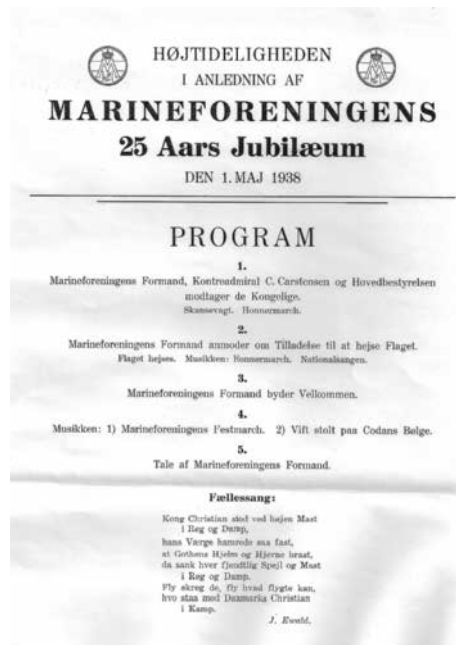 HØJTIDELIGHEDEN
I ANLEDNING AF
MARINEFORENINGENS
25 Aars Jubilæum
DEN 1. MAJ 1938
PROGRAM
1.
Marineforeningens Formand, Kontreadmiral C. Carstensen og Hovedbestyrelsen
modtager de Kongelige.
Skansevagt. Honnørmarch.
2.
Marineforeningens Formand anmoder om Tilladelse til at hejse Flaget.
Flaget hejses. Musikken: Honnørmarch. Nationalsangen.
3.
Marineforeningens Formand byder Velkommen.
4.
Musikken: 1) Marineforeningens Festmarch. 2) Vift stolt paa Codans Bølge.
5.
Tale af Marineforeningens Formand.
Fællessang:
Kong Christian stod ved højen Mast
i Røg og Damp,
hans Værge hamrede saa fast,
at Gothens Hjelm og Hjerne brast,
da sank hver fjendtlig Spejl og Mast
i Røg og Damp.
Fly skreg de, fly hvad flygte kan,
hvo staa mod Danmarks Christian
i Kamp.
J. Ewald.